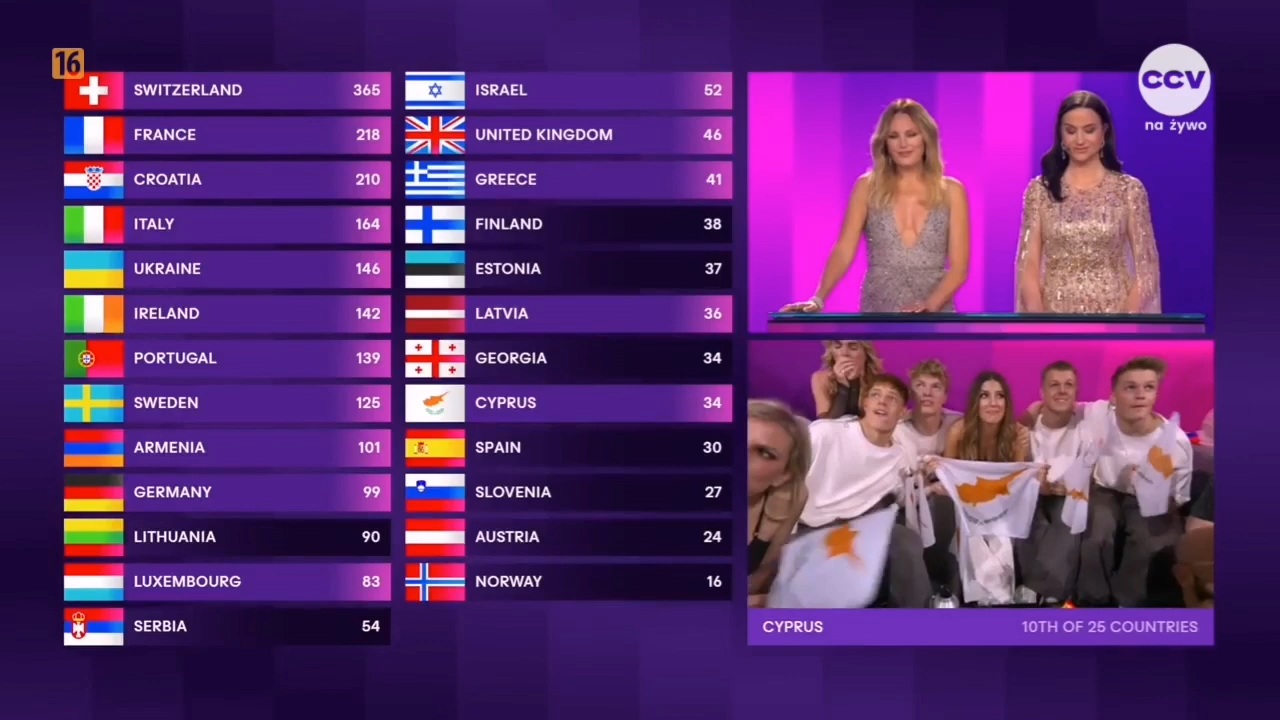 16
SWITZERLAND 365
FRANCE 218
CROATIA 210
ITALY 164
UKRAINE 146
IRELAND 142
PORTUGAL 139
SWEDEN 125
ARMENIA 101
GERMANY 99
LITHUANIA 90
LUXEMBOURG 83
SERBIA 54
ISRAEL 52
UNITED KINGDOM 46
GREECE 41
FINLAND 38
ESTONIA 37
LATVIA 36
GEORGIA 34
CYPRUS 34
SPAIN 30
SLOVENIA 27
AUSTRIA 24
NORWAY 16
CCV
na żywo
CYPRUS 10TH OF 25 COUNTRIES